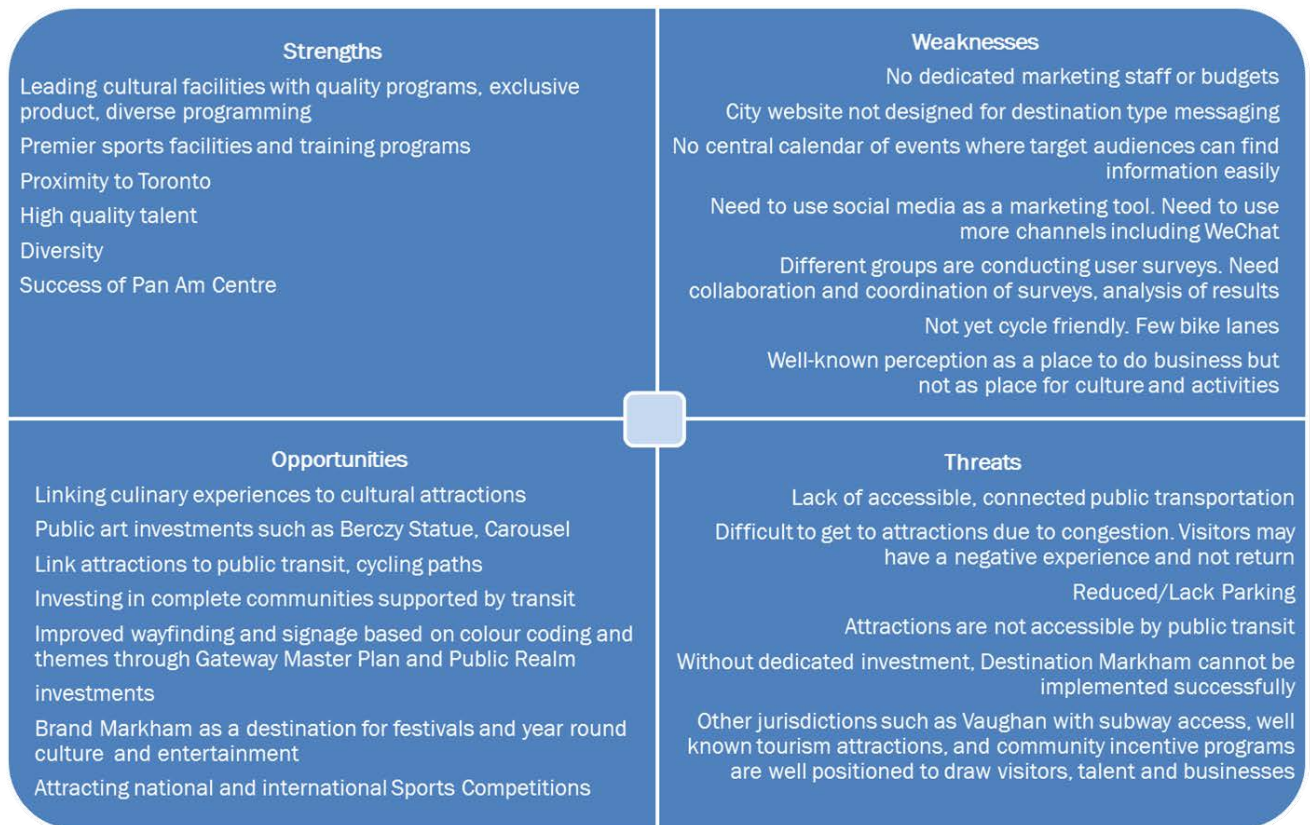 Strengths
Leading cultural facilities with quality programs, exclusive
product, diverse programming
Premier sports facilities and training programs
Proximity to Toronto
High quality talent
Diversity
Success of Pan Am Centre
Weaknesses
No dedicated marketing staff or budgets
City website not designed for destination type messaging
No central calendar of events where target audiences can find
information easily
Need to use social media as a marketing tool. Need to use
more channels including WeChat
Different groups are conducting user surveys. Need
collaboration and coordination of surveys, analysis of results
Not yet cycle friendly. Few bike lanes
Well-known perception as a place to do business but
not as place for culture and activities
Opportunities
Linking culinary experiences to cultural attractions
Public art investments such as Berczy Statue, Carousel
Link attractions to public transit, cycling paths
Investing in complete communities supported by transit
Improved wayfinding and signage based on colour coding and
themes through Gateway Master Plan and Public Realm
investments
Brand Markham as a destination for festivals and year round
culture and entertainment
Attracting national and international Sports Competitions
Threats
Lack of accessible, connected public transportation
Difficult to get to attractions due to congestion. Visitors may
have a negative experience and not return
Reduced/Lack Parking
Attractions are not accessible by public transit
Without dedicated investment, Destination Markham cannot be
implemented successfully
Other jurisdictions such as Vaughan with subway access, well
known tourism attractions, and community incentive programs
are well positioned to draw visitors, talent and businesses